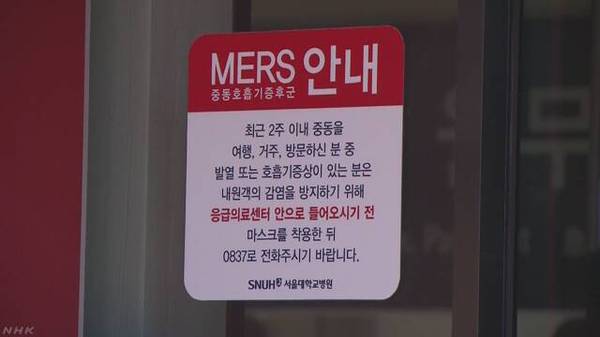 MERS 안내
중동호흡기증후군
최근 2주 이내 중동을
여행, 거주, 방문하신 분 중
발열 또는 호흡기증상이 있는 분은
내원객의 감염을 방지하기 위해
응급의료센터 안으로 들어오시기 전
마스크를 착용한 뒤
0837로 전화주시기 바랍니다.
SNUH 서울대학교병원
NHK